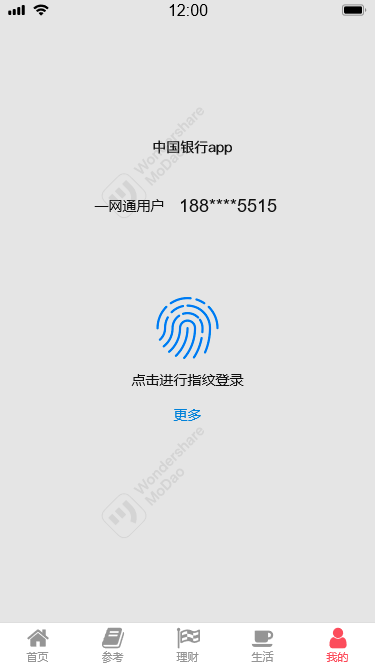 12:00
Wondershare
MoDao
中国银行app
一网通用户 188****5515
点击进行指纹登录
更多
Wondershare
MoDao
首页 参考 理财 生活 我的